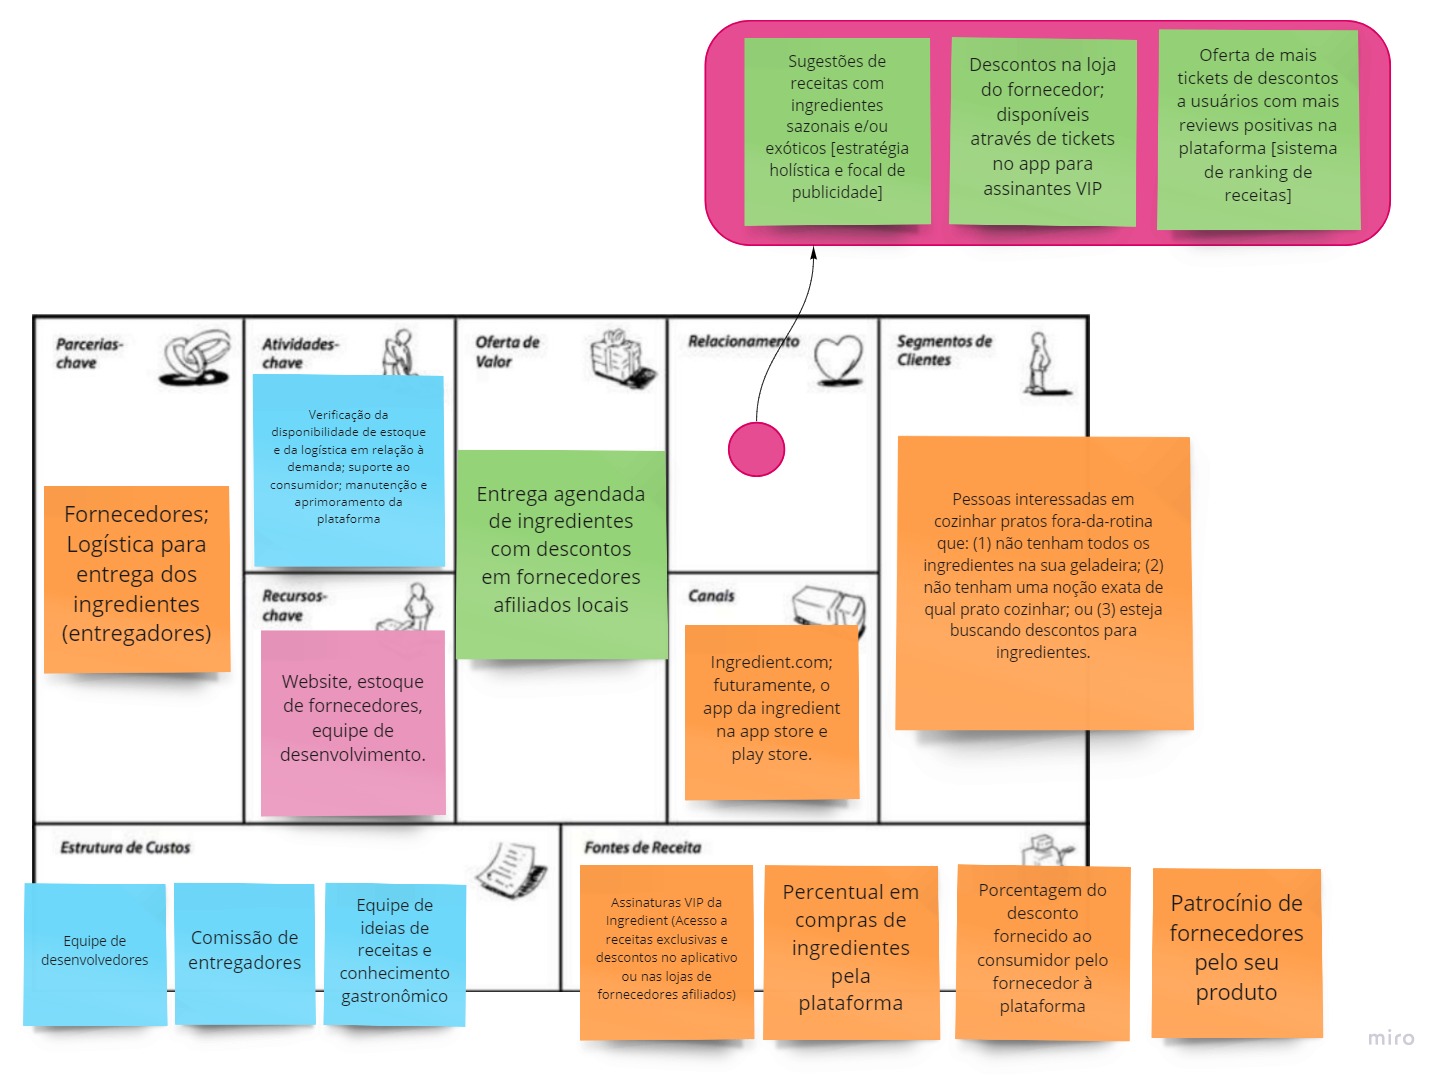 Sugestões de
receitas com
ingredientes
sazonais e/ou
exóticos [estratégia
holística e focal de
publicidade]
Descontos na loja
do fornecedor;
disponíveis
através de tickets
no app para
assinantes VIP
Oferta de mais
tickets de descontos
a usuários com mais
reviews positivas na
plataforma [sistema
de ranking de
receitas]
Parcerias-
chave
Fornecedores;
Logística para
entrega dos
ingredientes
(entregadores)
Atividades-
chave
Verificação da
disponibilidade de estoque
e da logística em relação à
demanda; suporte ao
consumidor; manutenção e
aprimoramento da
plataforma
Recursos-
chave
Website, estoque
de fornecedores,
equipe de
desenvolvimento.
Oferta de
Valor
Entrega agendada
de ingredientes
com descontos
em fornecedores
afiliados locais
Relacionamento
Canais
Ingredient.com;
futuramente, o
app da ingredient
na app store e
play store.
Segmentos de
Clientes
Pessoas interessadas em
cozinhar pratos fora-da-rotina
que: (1) não tenham todos os
ingredientes na sua geladeira; (2)
não tenham uma noção exata de
qual prato cozinhar; ou (3) esteja
buscando descontos para
ingredientes.
Estrutura de Custos
Equipe de
desenvolvedores
Comissão de
entregadores
Equipe de
ideias de
receitas e
conhecimento
gastronômico
Fontes de Receita
Assinaturas VIP da
Ingredient (Acesso a
receitas exclusivas e
descontos no aplicativo
ou nas lojas de
fornecedores afiliados)
Percentual em
compras de
ingredientes
pela
plataforma
Porcentagem do
desconto
fornecido ao
consumidor pelo
fornecedor à
plataforma
Patrocínio de
fornecedores
pelo seu
produto
miro